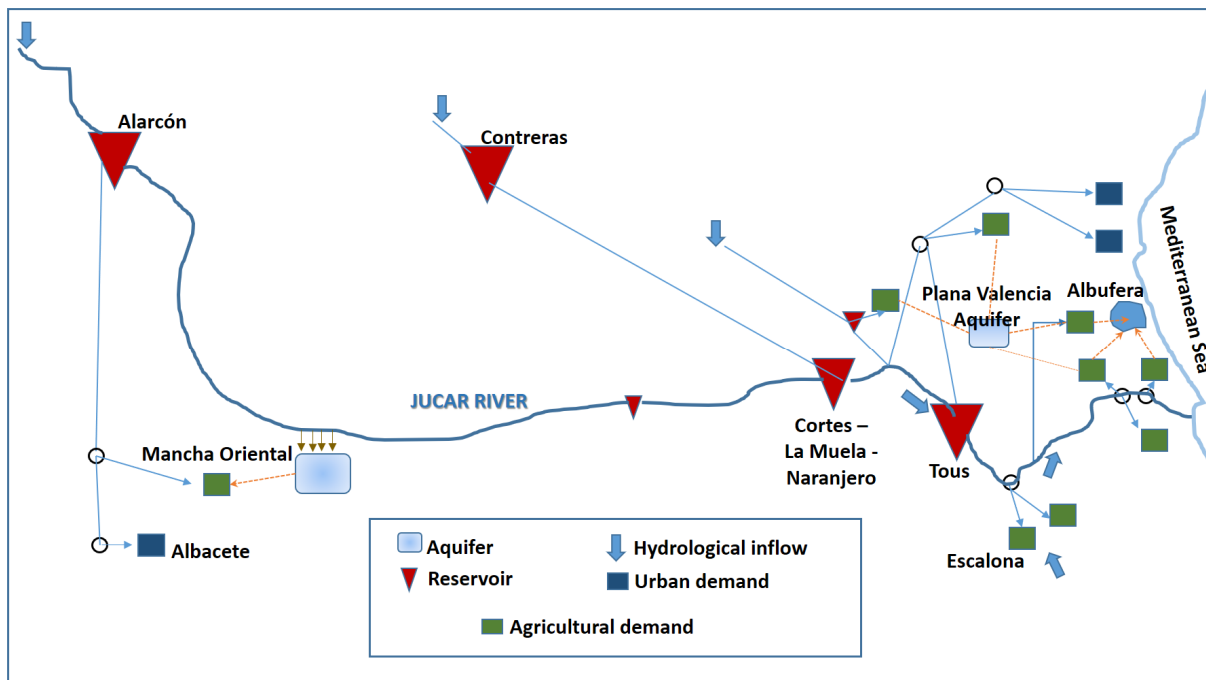 Alarcón
Contreras
Mediterranean Sea
Plana Valencia
Aquifer
Albufera
JUCAR RIVER
Cortes –
La Muela -
Naranjero
Tous
Mancha Oriental
Albacete
Escalona
Aquifer
Hydrological inflow
Reservoir
Urban demand
Agricultural demand